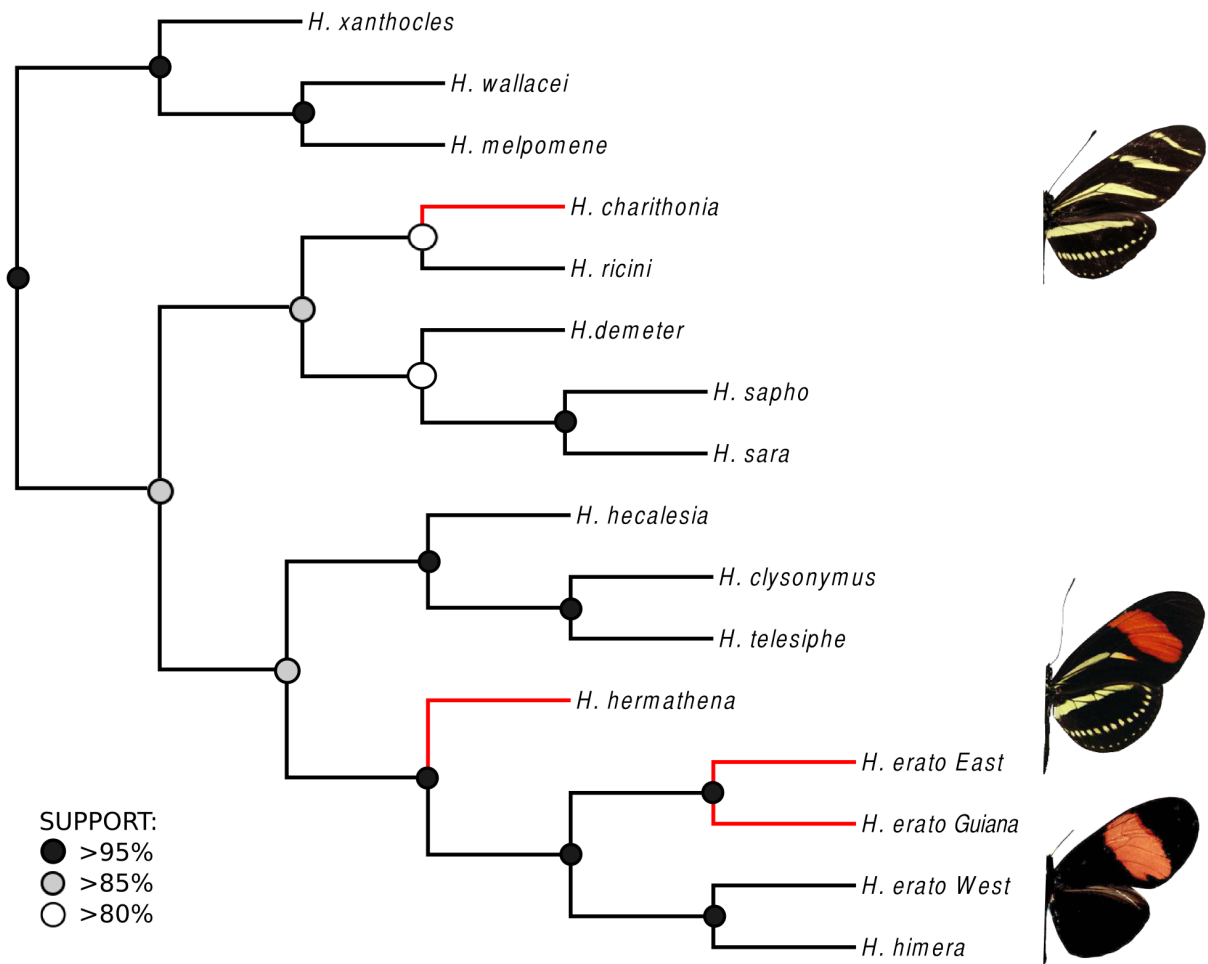 H. xanthocles
H. wallacei
H. melpomene
H. charithonia
H. ricini
H.demeter
H. sapho
H. sara
H. hecalesia
H. clysonymus
H. telesiphe
H. hermathena
H. erato East
H. erato Guiana
H. erato West
H. himera
SUPPORT:
>95%
>85%
>80%